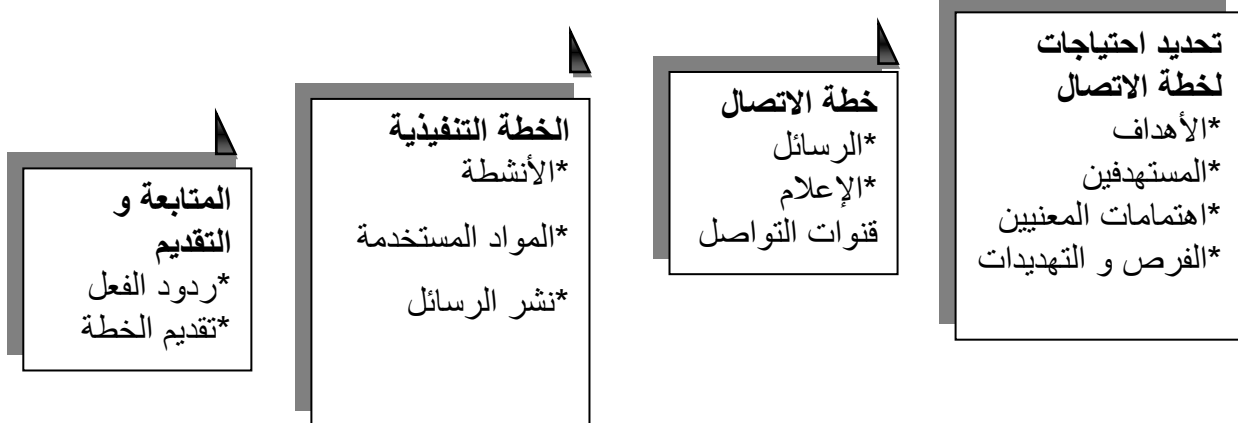 تحديد احتياجات
لخطة الاتصال
*الأهداف
*المستهدفين
*اهتمامات المعنيين
*الفرص و التهديدات
خطة الاتصال
*الرسائل
*الإعلام
قنوات التواصل
الخطة التنفيذية
*الأنشطة
*المواد المستخدمة
*نشر الرسائل
المتابعة و
التقديم
*ردود الفعل
*تقديم الخطة